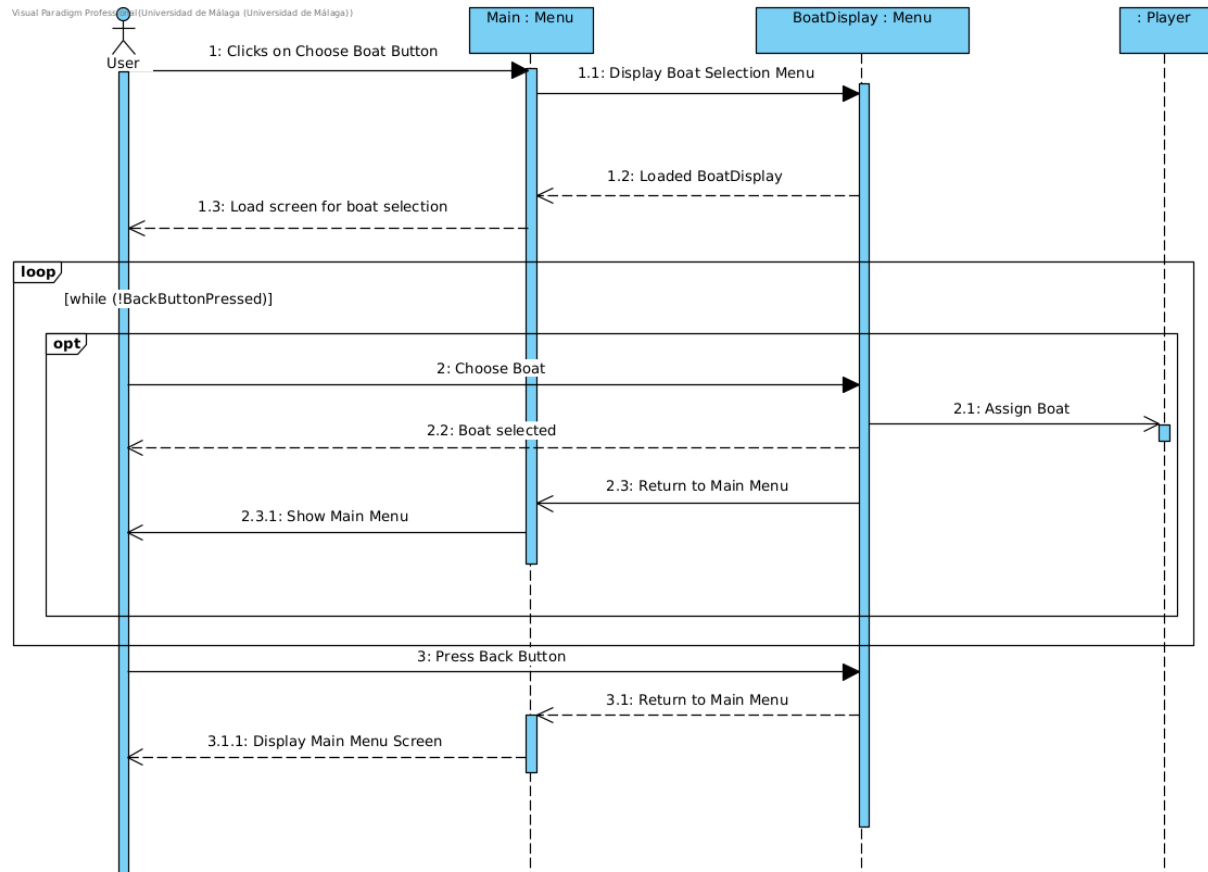 Visual Paradigm Professional(Universidad de Málaga (Universidad de Málaga))
Main : Menu
BoatDisplay : Menu
: Player
User
1: Clicks on Choose Boat Button
1.1: Display Boat Selection Menu
1.2: Loaded BoatDisplay
1.3: Load screen for boat selection
loop
[while (!BackButtonPressed)]
opt
2: Choose Boat
2.1: Assign Boat
2.2: Boat selected
2.3: Return to Main Menu
2.3.1: Show Main Menu
3: Press Back Button
3.1: Return to Main Menu
3.1.1: Display Main Menu Screen